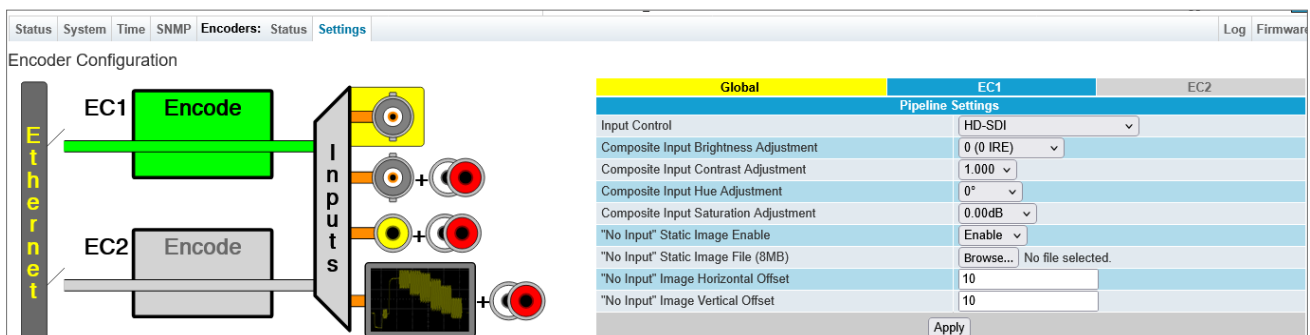 Status System Time SNMP Encoders: Status Settings Log Firmware
Encoder Configuration
Ethernet
EC1 Encode
EC2 Encode
Inputs
+
+
+
Global EC1 EC2
Pipeline Settings
Input Control HD-SDI
Composite Input Brightness Adjustment 0 (0 IRE)
Composite Input Contrast Adjustment 1.000
Composite Input Hue Adjustment 0°
Composite Input Saturation Adjustment 0.00dB
"No Input" Static Image Enable Enable
"No Input" Static Image File (8MB) Browse... No file selected.
"No Input" Image Horizontal Offset 10
"No Input" Image Vertical Offset 10
Apply